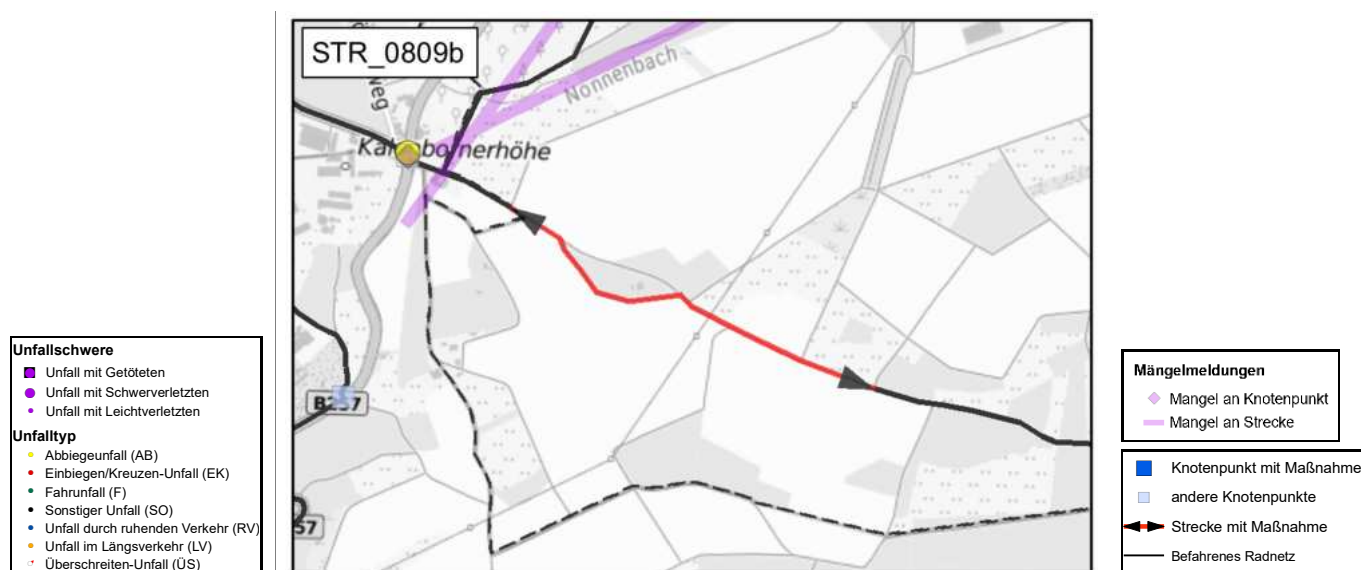 STR_0809b
Nonnenbach
B257
57
Unfallschwere
Unfall mit Getöteten
Unfall mit Schwerverletzten
Unfall mit Leichtverletzten
Unfalltyp
Abbiegeunfall (AB)
Einbiegen/Kreuzen-Unfall (EK)
Fahrunfall (F)
Sonstiger Unfall (SO)
Unfall durch ruhenden Verkehr (RV)
Unfall im Längsverkehr (LV)
Überschreiten-Unfall (ÜS)
Mängelmeldungen
Mangel an Knotenpunkt
Mangel an Strecke
Knotenpunkt mit Maßnahme
andere Knotenpunkte
Strecke mit Maßnahme
Befahrenes Radnetz